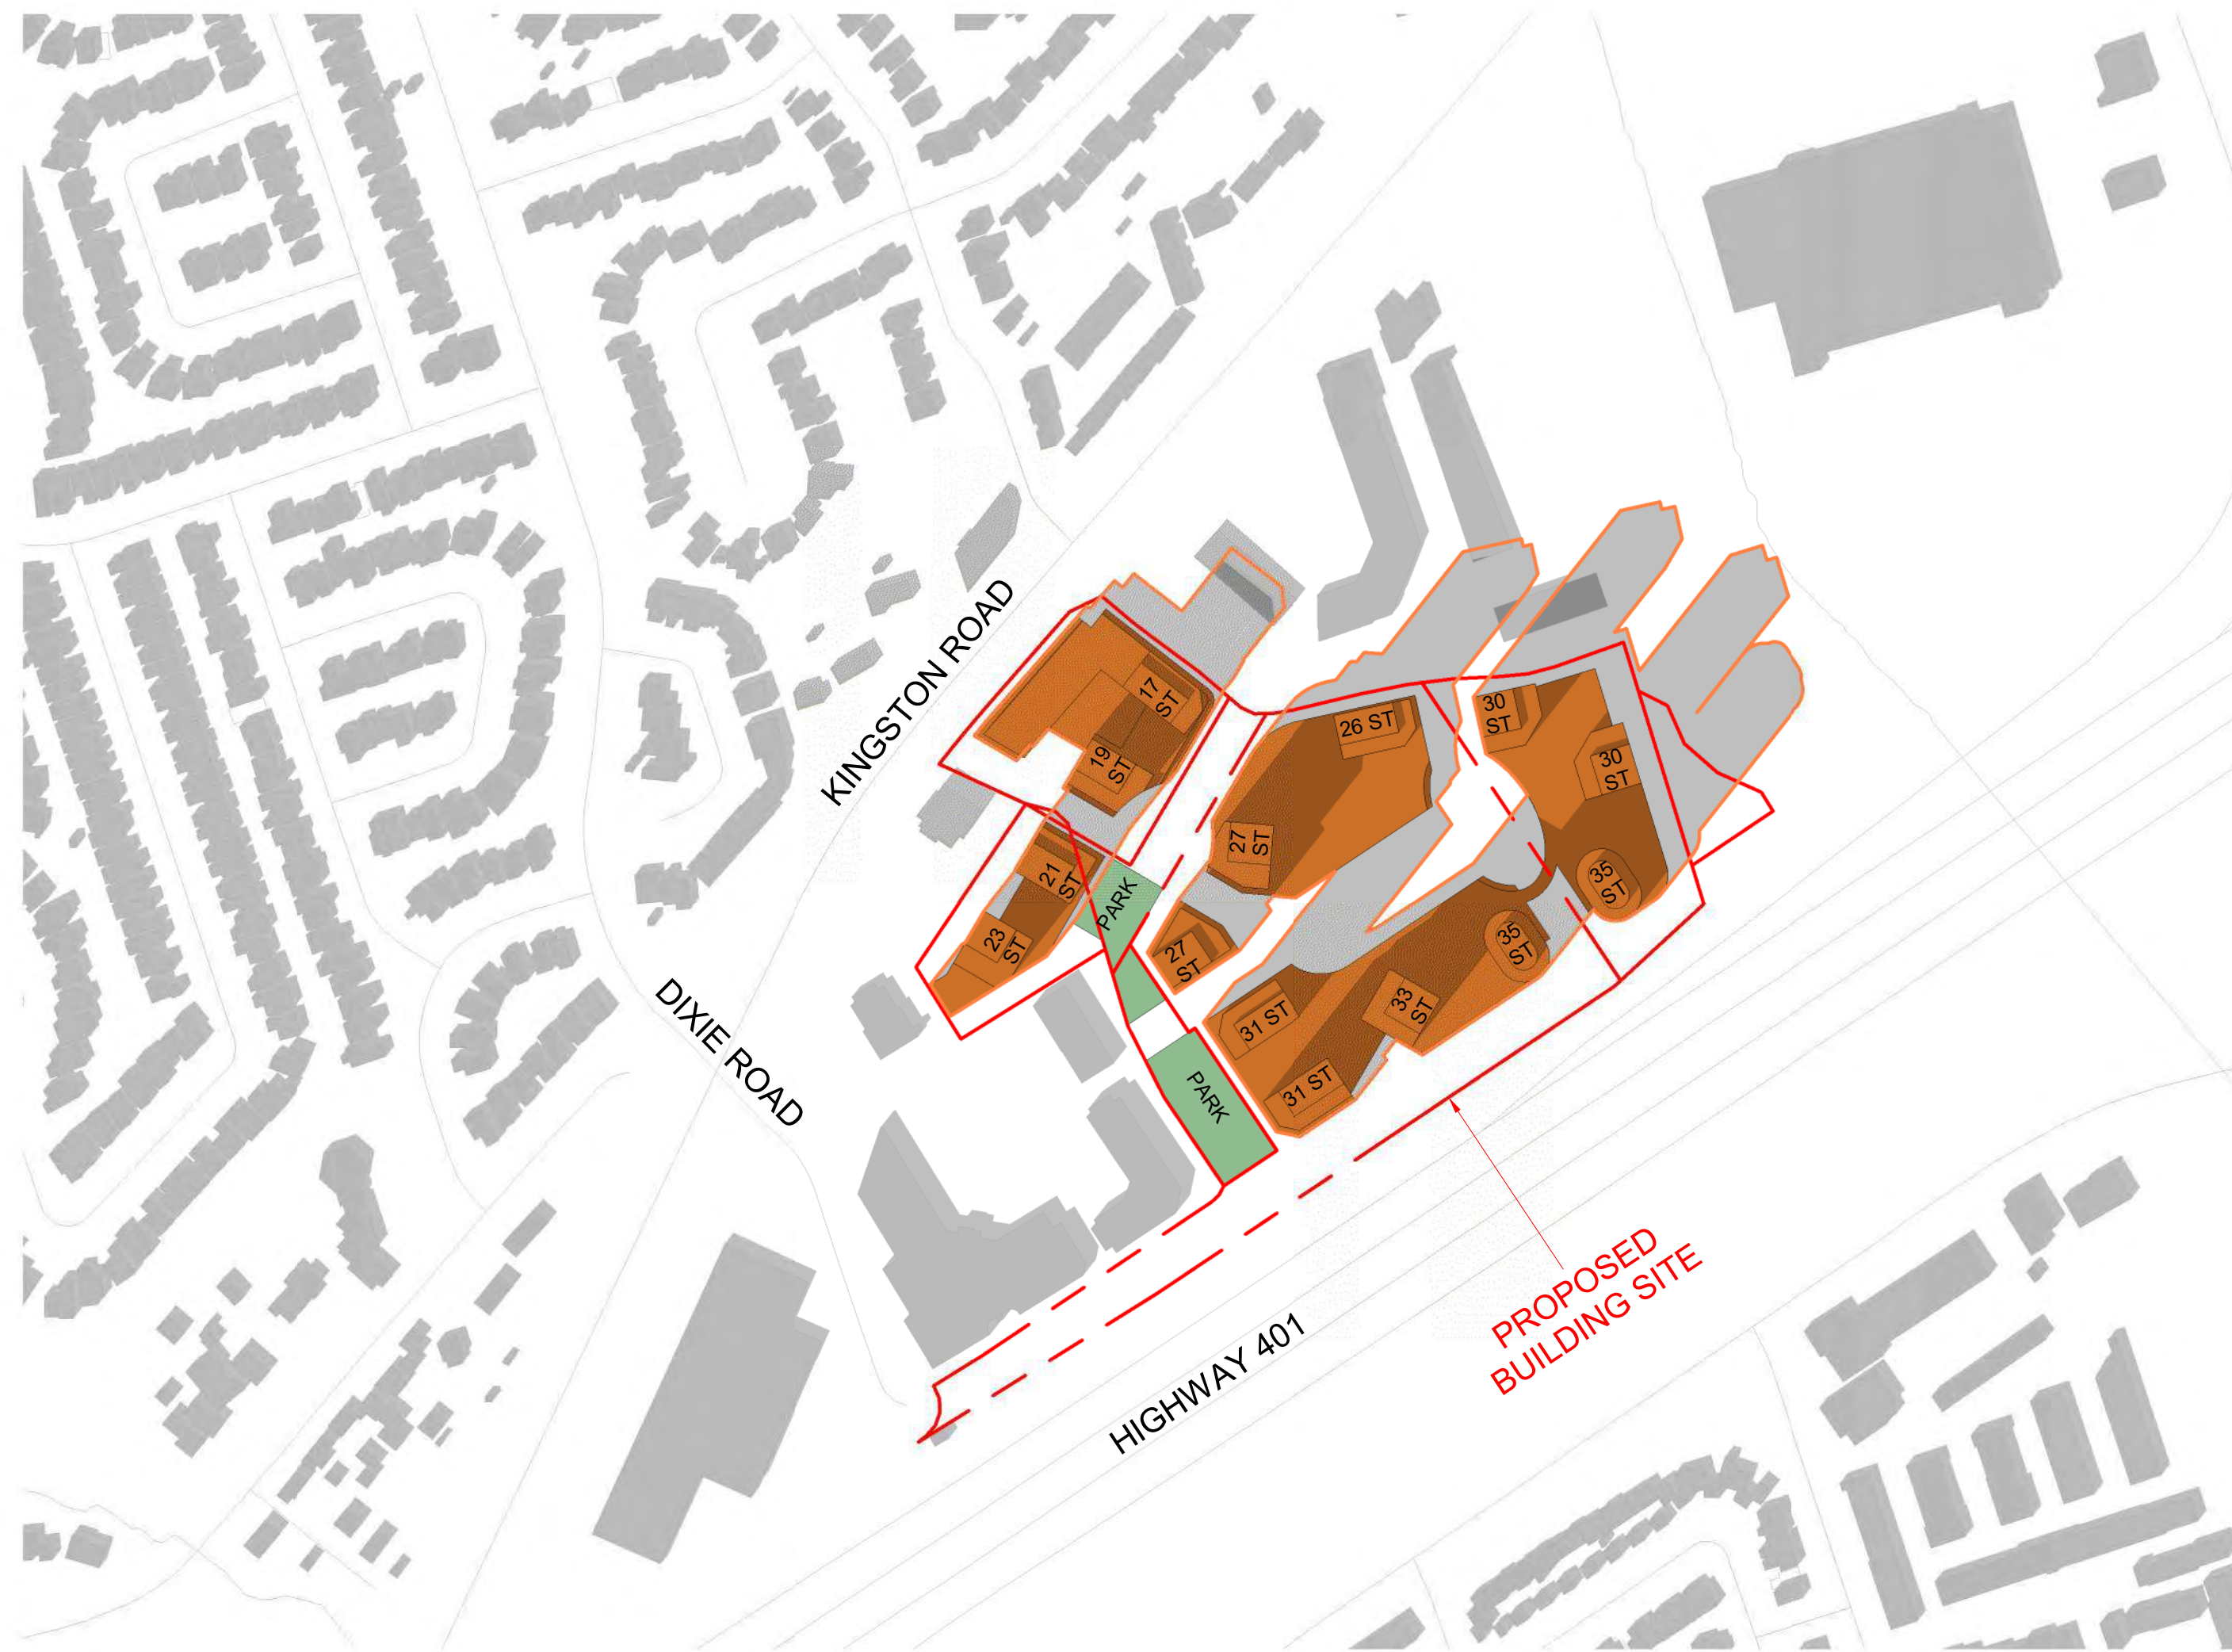 KINGSTON ROAD
17
ST
19
ST
26 ST
30
ST
30
ST
27
ST
21
ST
PARK
35
ST
23
ST
27
ST
35
ST
31 ST
33
ST
31 ST
PARK
DIXIE ROAD
HIGHWAY 401
PROPOSED
BUILDING SITE